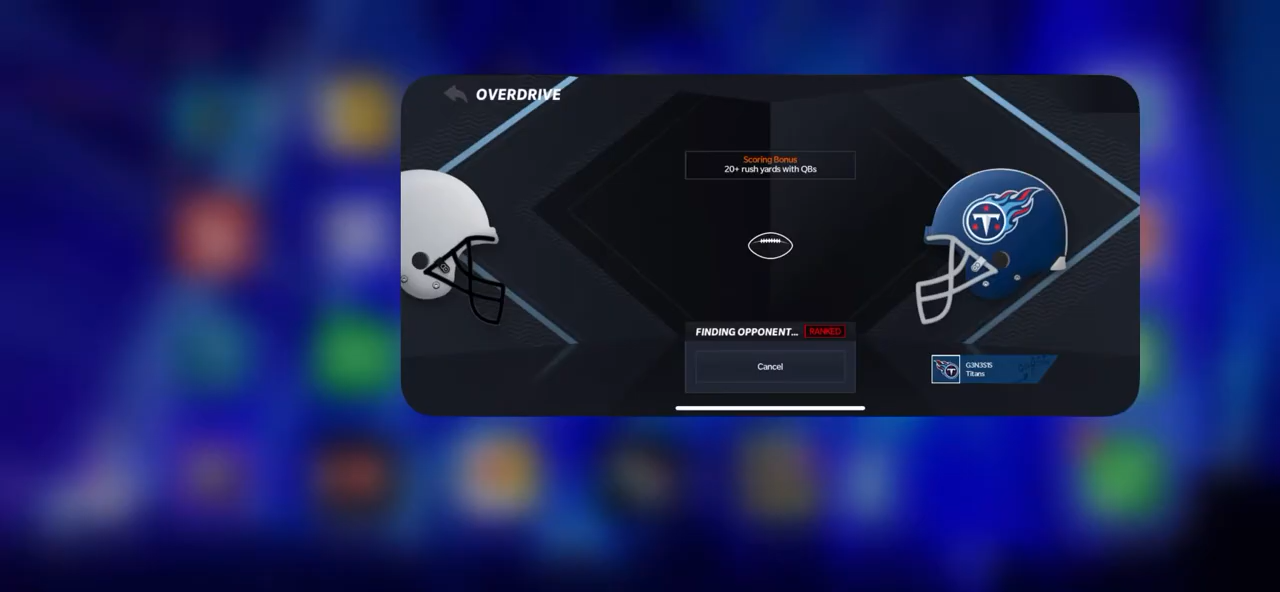 OVERDRIVE
Scoring Bonus
20+ rush yards with QBs
FINDING OPPONENT... RANKED
Cancel
G3N3S1S
Titans